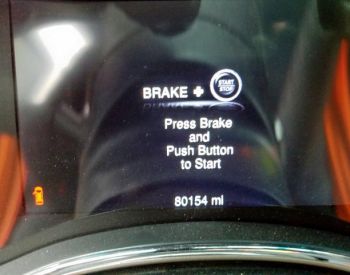 BRAKE + START STOP
Press Brake
and
Push Button
to Start
80154 mi